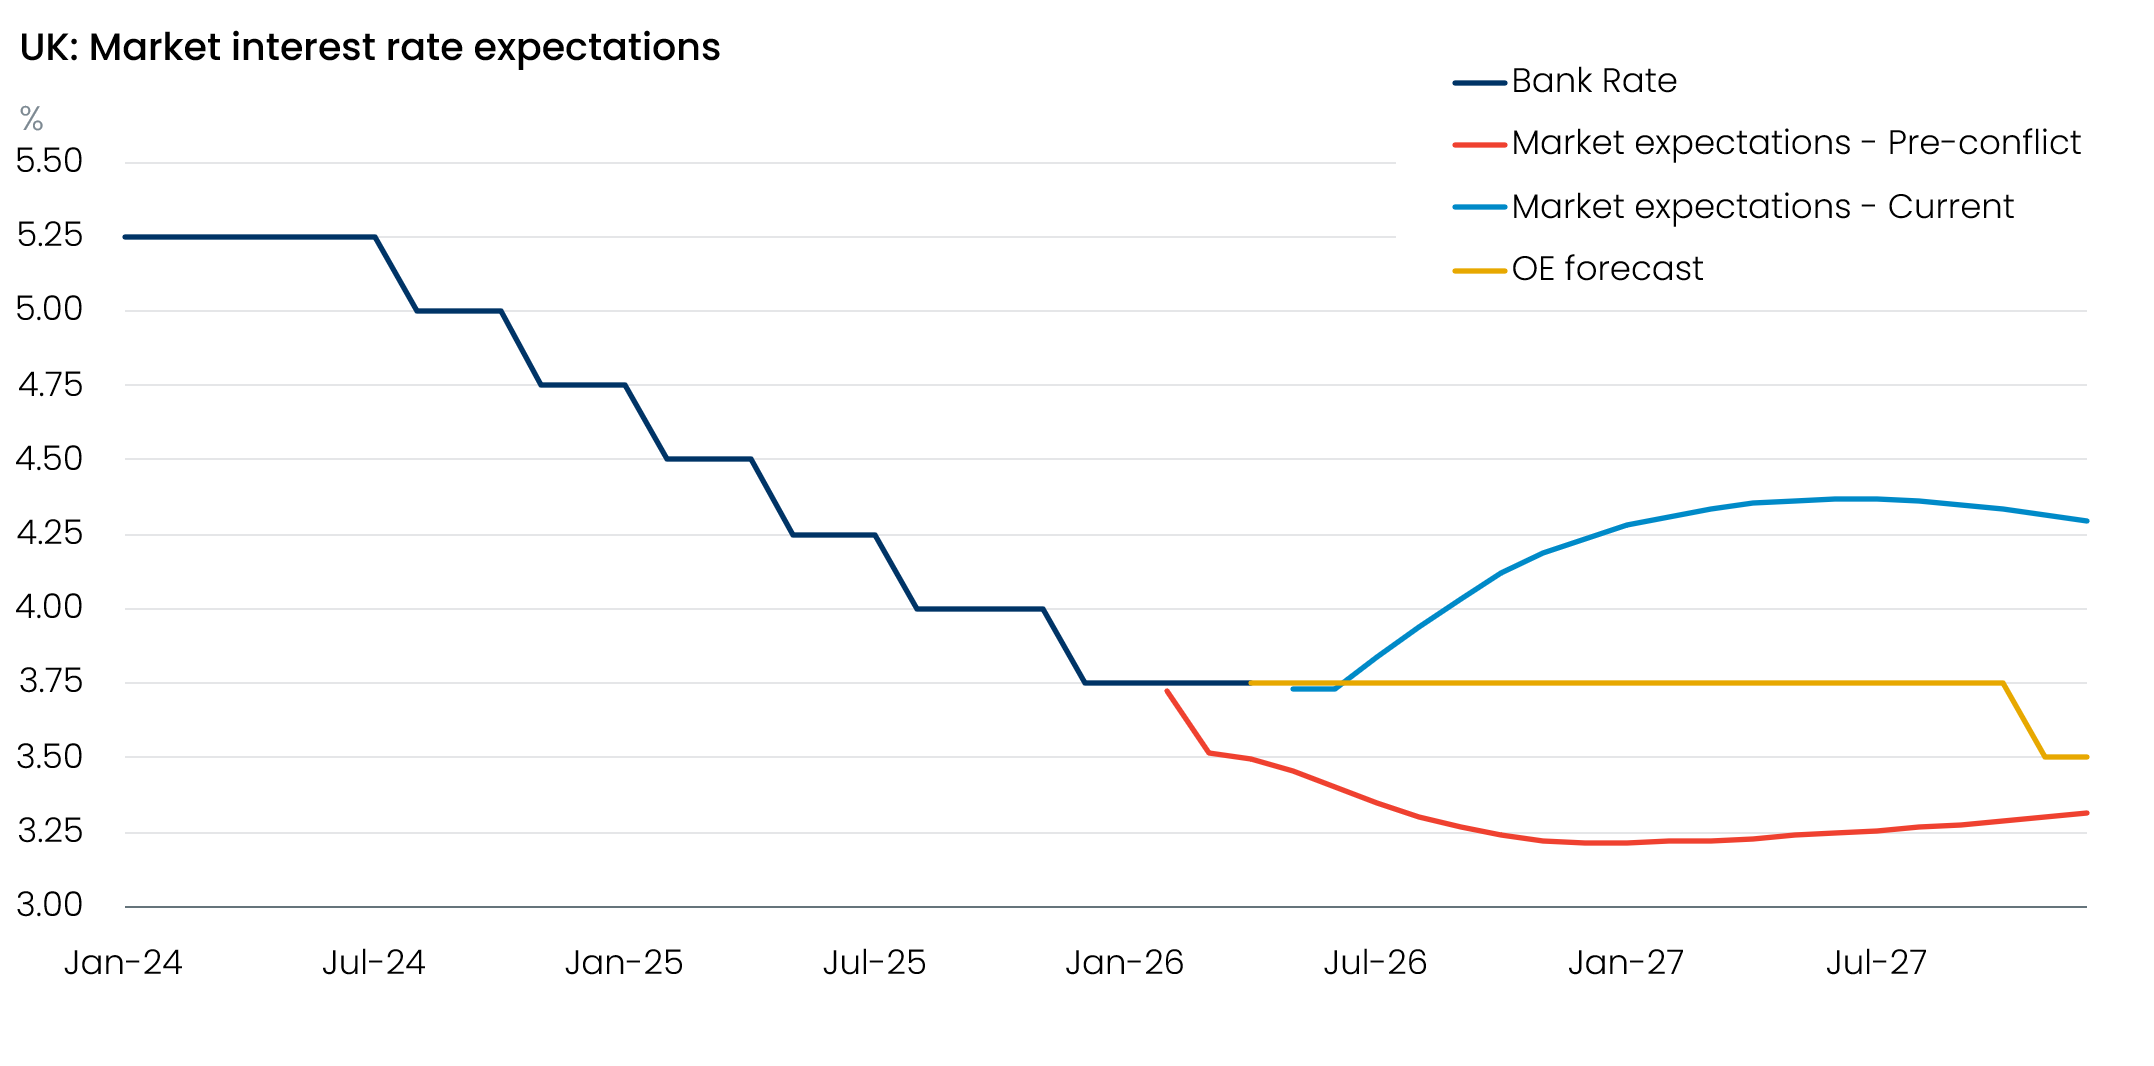 UK: Market interest rate expectations
%
Bank Rate
Market expectations - Pre-conflict
Market expectations - Current
OE forecast
5.50
5.25
5.00
4.75
4.50
4.25
4.00
3.75
3.50
3.25
3.00
Jan-24 Jul-24 Jan-25 Jul-25 Jan-26 Jul-26 Jan-27 Jul-27